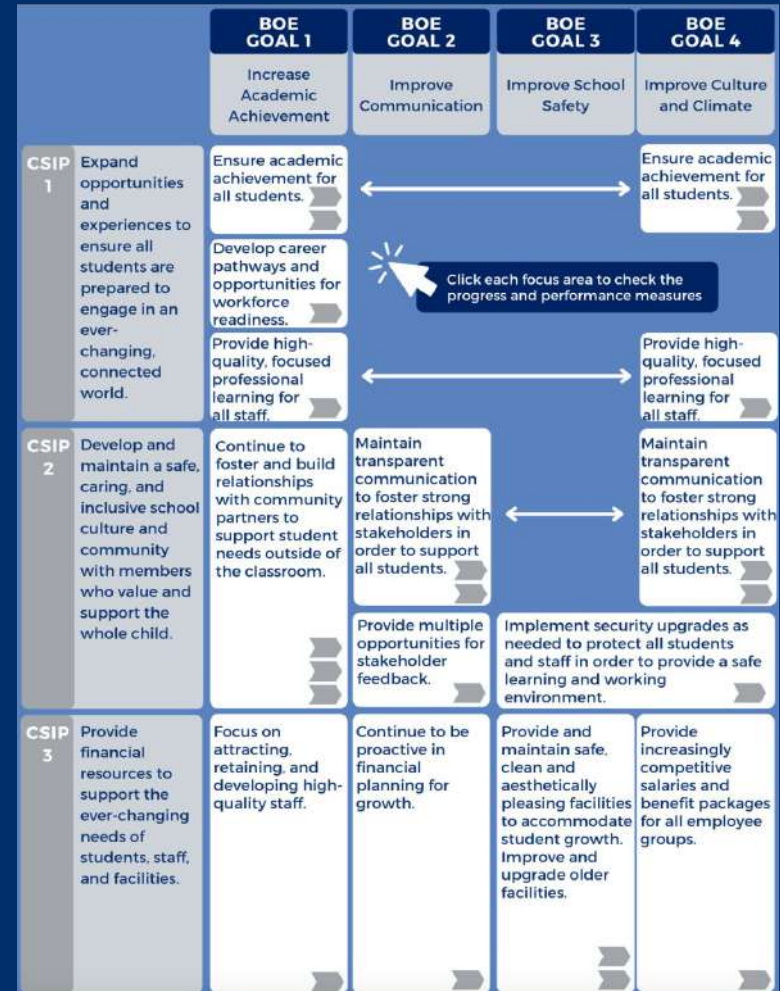 BOE
GOAL 1
BOE
GOAL 2
BOE
GOAL 3
BOE
GOAL 4
Increase
Academic
Achievement
Improve
Communication
Improve School
Safety
Improve Culture
and Climate
CSIP
1
Expand
opportunities
and
experiences to
ensure all
students are
prepared to
engage in an
ever-
changing,
connected
world.
Ensure academic
achievement for
all students.
Ensure academic
achievement for
all students.
Develop career
pathways and
opportunities for
workforce
readiness.
Click each focus area to check the
progress and performance measures
Provide high-
quality, focused
professional
learning for
all staff.
Provide high-
quality, focused
professional
learning for
all staff.
CSIP
2
Develop and
maintain a safe,
caring, and
inclusive school
culture and
community
with members
who value and
support the
whole child.
Continue to
foster and build
relationships
with community
partners to
support student
needs outside of
the classroom.
Maintain
transparent
communication
to foster strong
relationships with
stakeholders in
order to support
all students.
Maintain
transparent
communication
to foster strong
relationships with
stakeholders in
order to support
all students.
Provide multiple
opportunities for
stakeholder
feedback.
Implement security upgrades as
needed to protect all students
and staff in order to provide a safe
learning and working
environment.
CSIP
3
Provide
financial
resources to
support the
ever-changing
needs of
students, staff,
and facilities.
Focus on
attracting,
retaining, and
developing high-
quality staff.
Continue to be
proactive in
financial
planning for
growth.
Provide and
maintain safe,
clean and
aesthetically
pleasing facilities
to accommodate
student growth.
Improve and
upgrade older
facilities.
Provide
increasingly
competitive
salaries and
benefit packages
for all employee
groups.